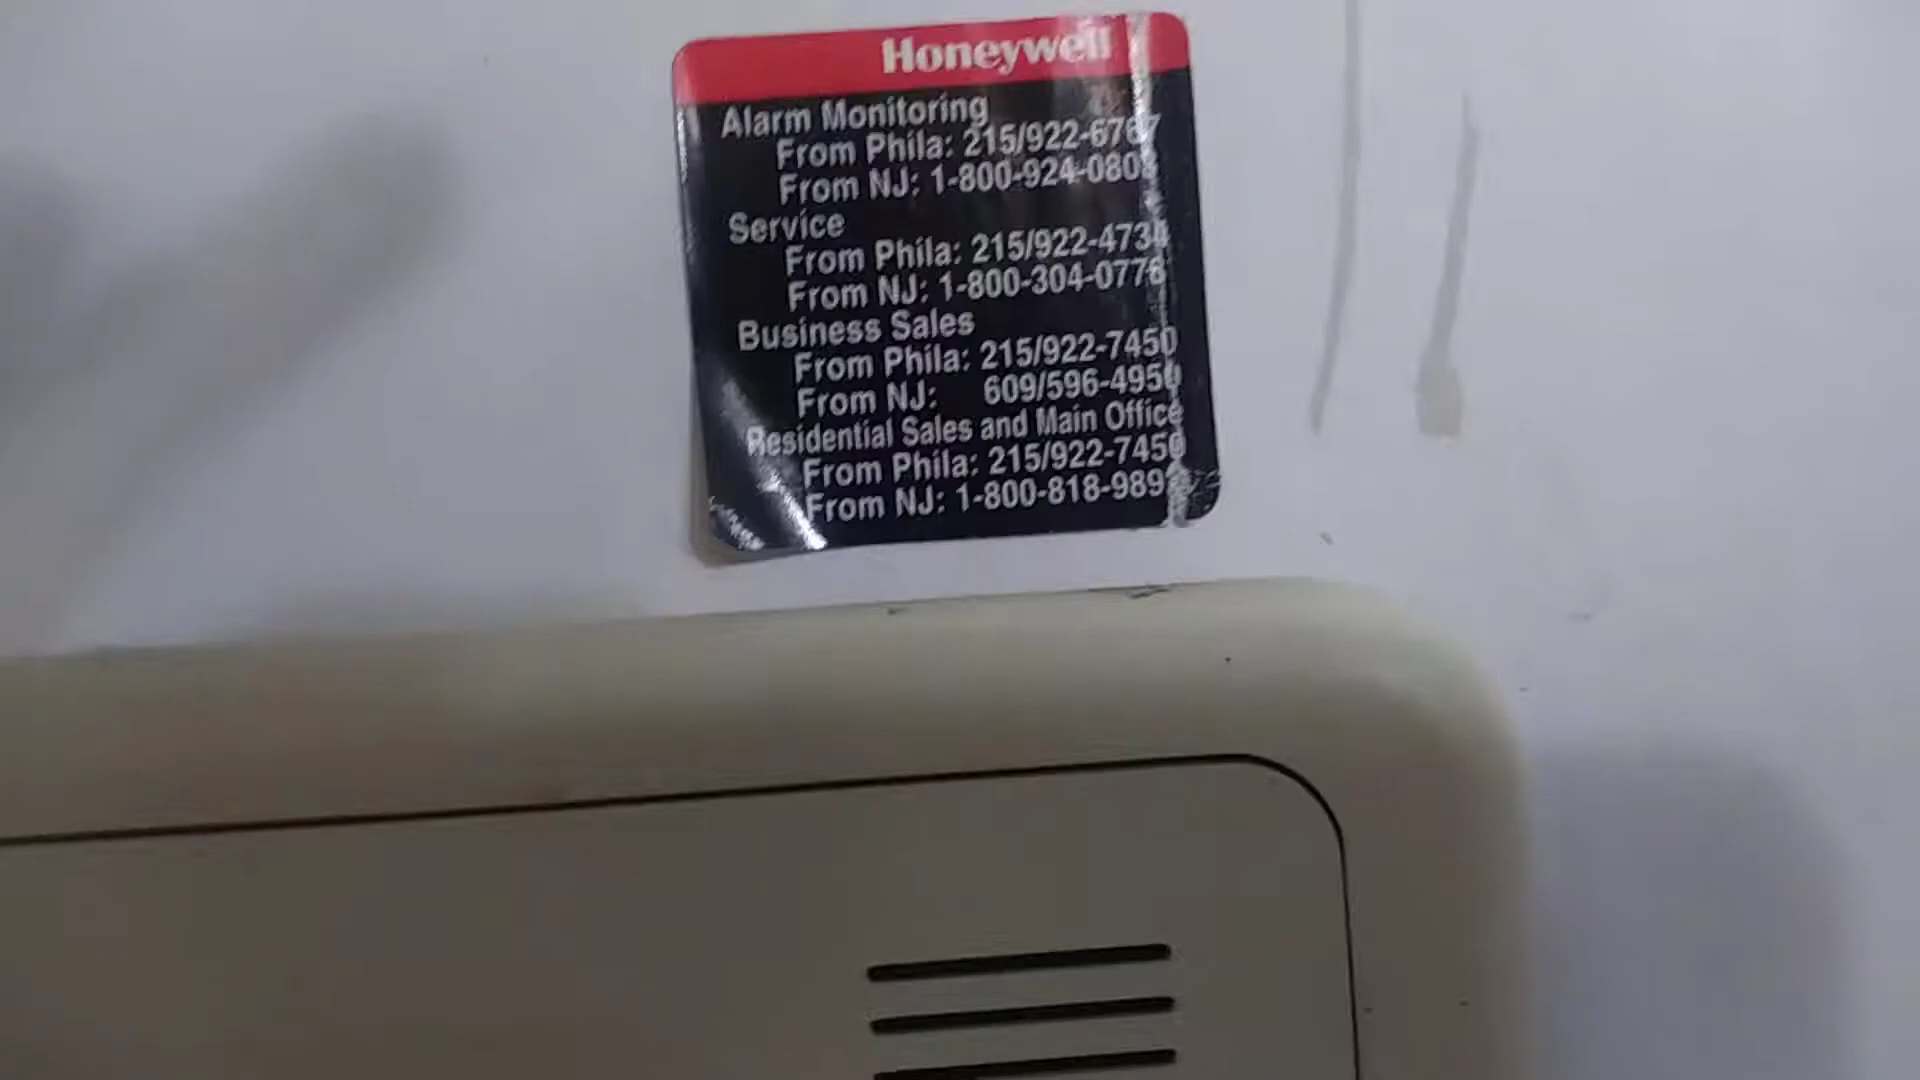 Honeywell
Alarm Monitoring
From Phila: 215/922-6767
From NJ: 1-800-924-080
Service
From Phila: 215/922-4734
From NJ: 1-800-304-0776
Business Sales
From Phila: 215/922-7450
From NJ: 609/596-4950
Residential Sales and Main Office
From Phila: 215/922-7450
From NJ: 1-800-818-989